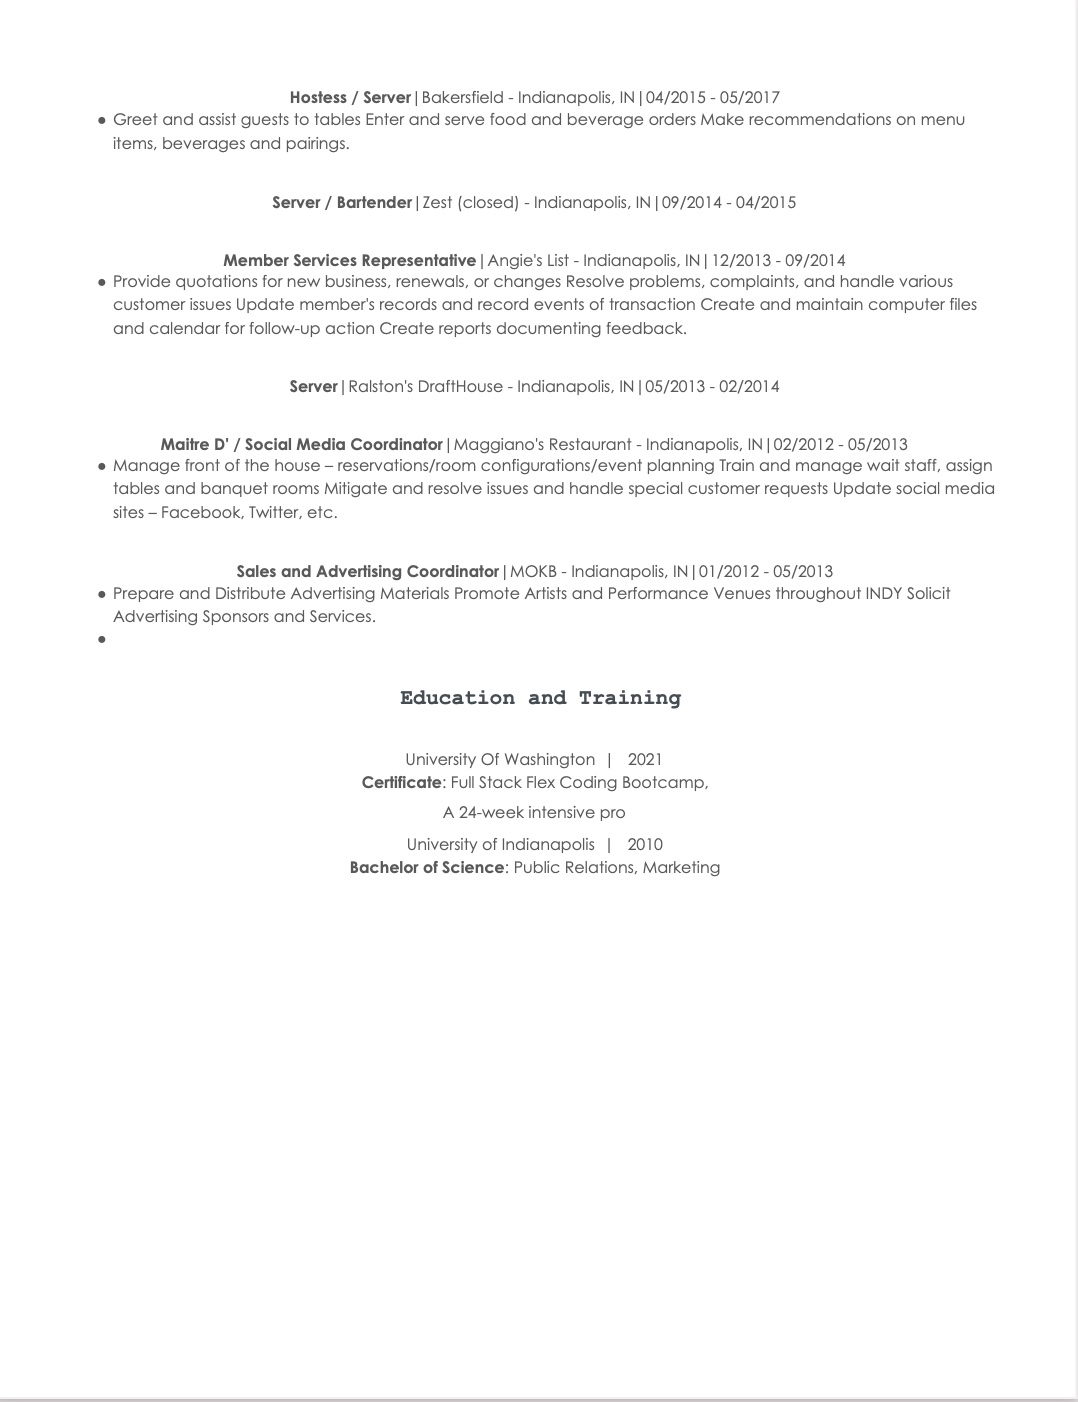 Hostess / Server | Bakersfield - Indianapolis, IN | 04/2015 - 05/2017
● Greet and assist guests to tables Enter and serve food and beverage orders Make recommendations on menu
items, beverages and pairings.
Server / Bartender | Zest (closed) - Indianapolis, IN | 09/2014 - 04/2015
Member Services Representative | Angie's List - Indianapolis, IN | 12/2013 - 09/2014
● Provide quotations for new business, renewals, or changes Resolve problems, complaints, and handle various
customer issues Update member's records and record events of transaction Create and maintain computer files
and calendar for follow-up action Create reports documenting feedback.
Server | Ralston's DraftHouse - Indianapolis, IN | 05/2013 - 02/2014
Maitre D' / Social Media Coordinator | Maggiano's Restaurant - Indianapolis, IN | 02/2012 - 05/2013
● Manage front of the house – reservations/room configurations/event planning Train and manage wait staff, assign
tables and banquet rooms Mitigate and resolve issues and handle special customer requests Update social media
sites – Facebook, Twitter, etc.
Sales and Advertising Coordinator | MOKB - Indianapolis, IN | 01/2012 - 05/2013
● Prepare and Distribute Advertising Materials Promote Artists and Performance Venues throughout INDY Solicit
Advertising Sponsors and Services.
●
Education and Training
University Of Washington | 2021
Certificate: Full Stack Flex Coding Bootcamp,
A 24-week intensive pro
University of Indianapolis | 2010
Bachelor of Science: Public Relations, Marketing